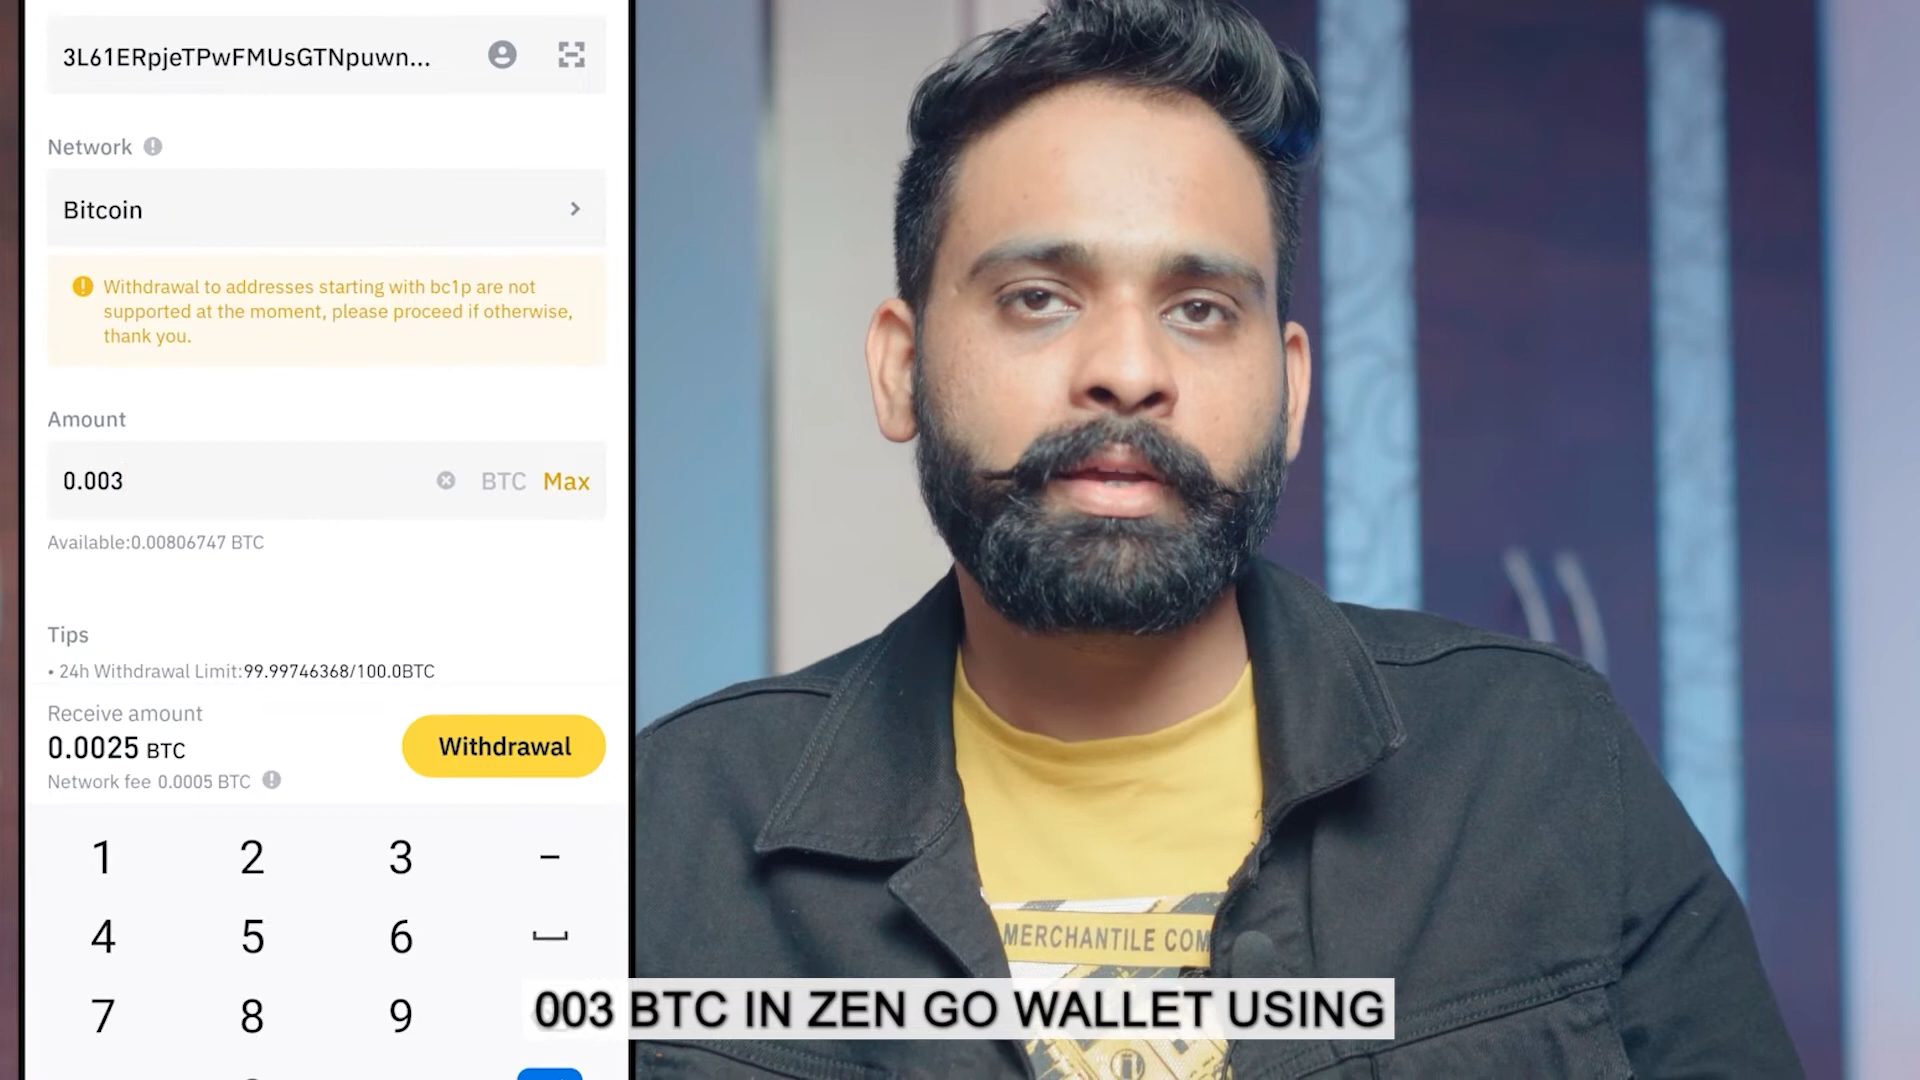 3L61ERpjeTPwFMUsGTNpuwn...
Network
Bitcoin
Withdrawal to addresses starting with bc1p are not
supported at the moment, please proceed if otherwise,
thank you.
Amount
0.003 BTC Max
Available:0.00806747 BTC
Tips
• 24h Withdrawal Limit:99.99746368/100.0BTC
Receive amount
0.0025 BTC
Withdrawal
Network fee 0.0005 BTC
1 2 3 –
4 5 6
7 8 9
MERCHANTILE COM
003 BTC IN ZEN GO WALLET USING